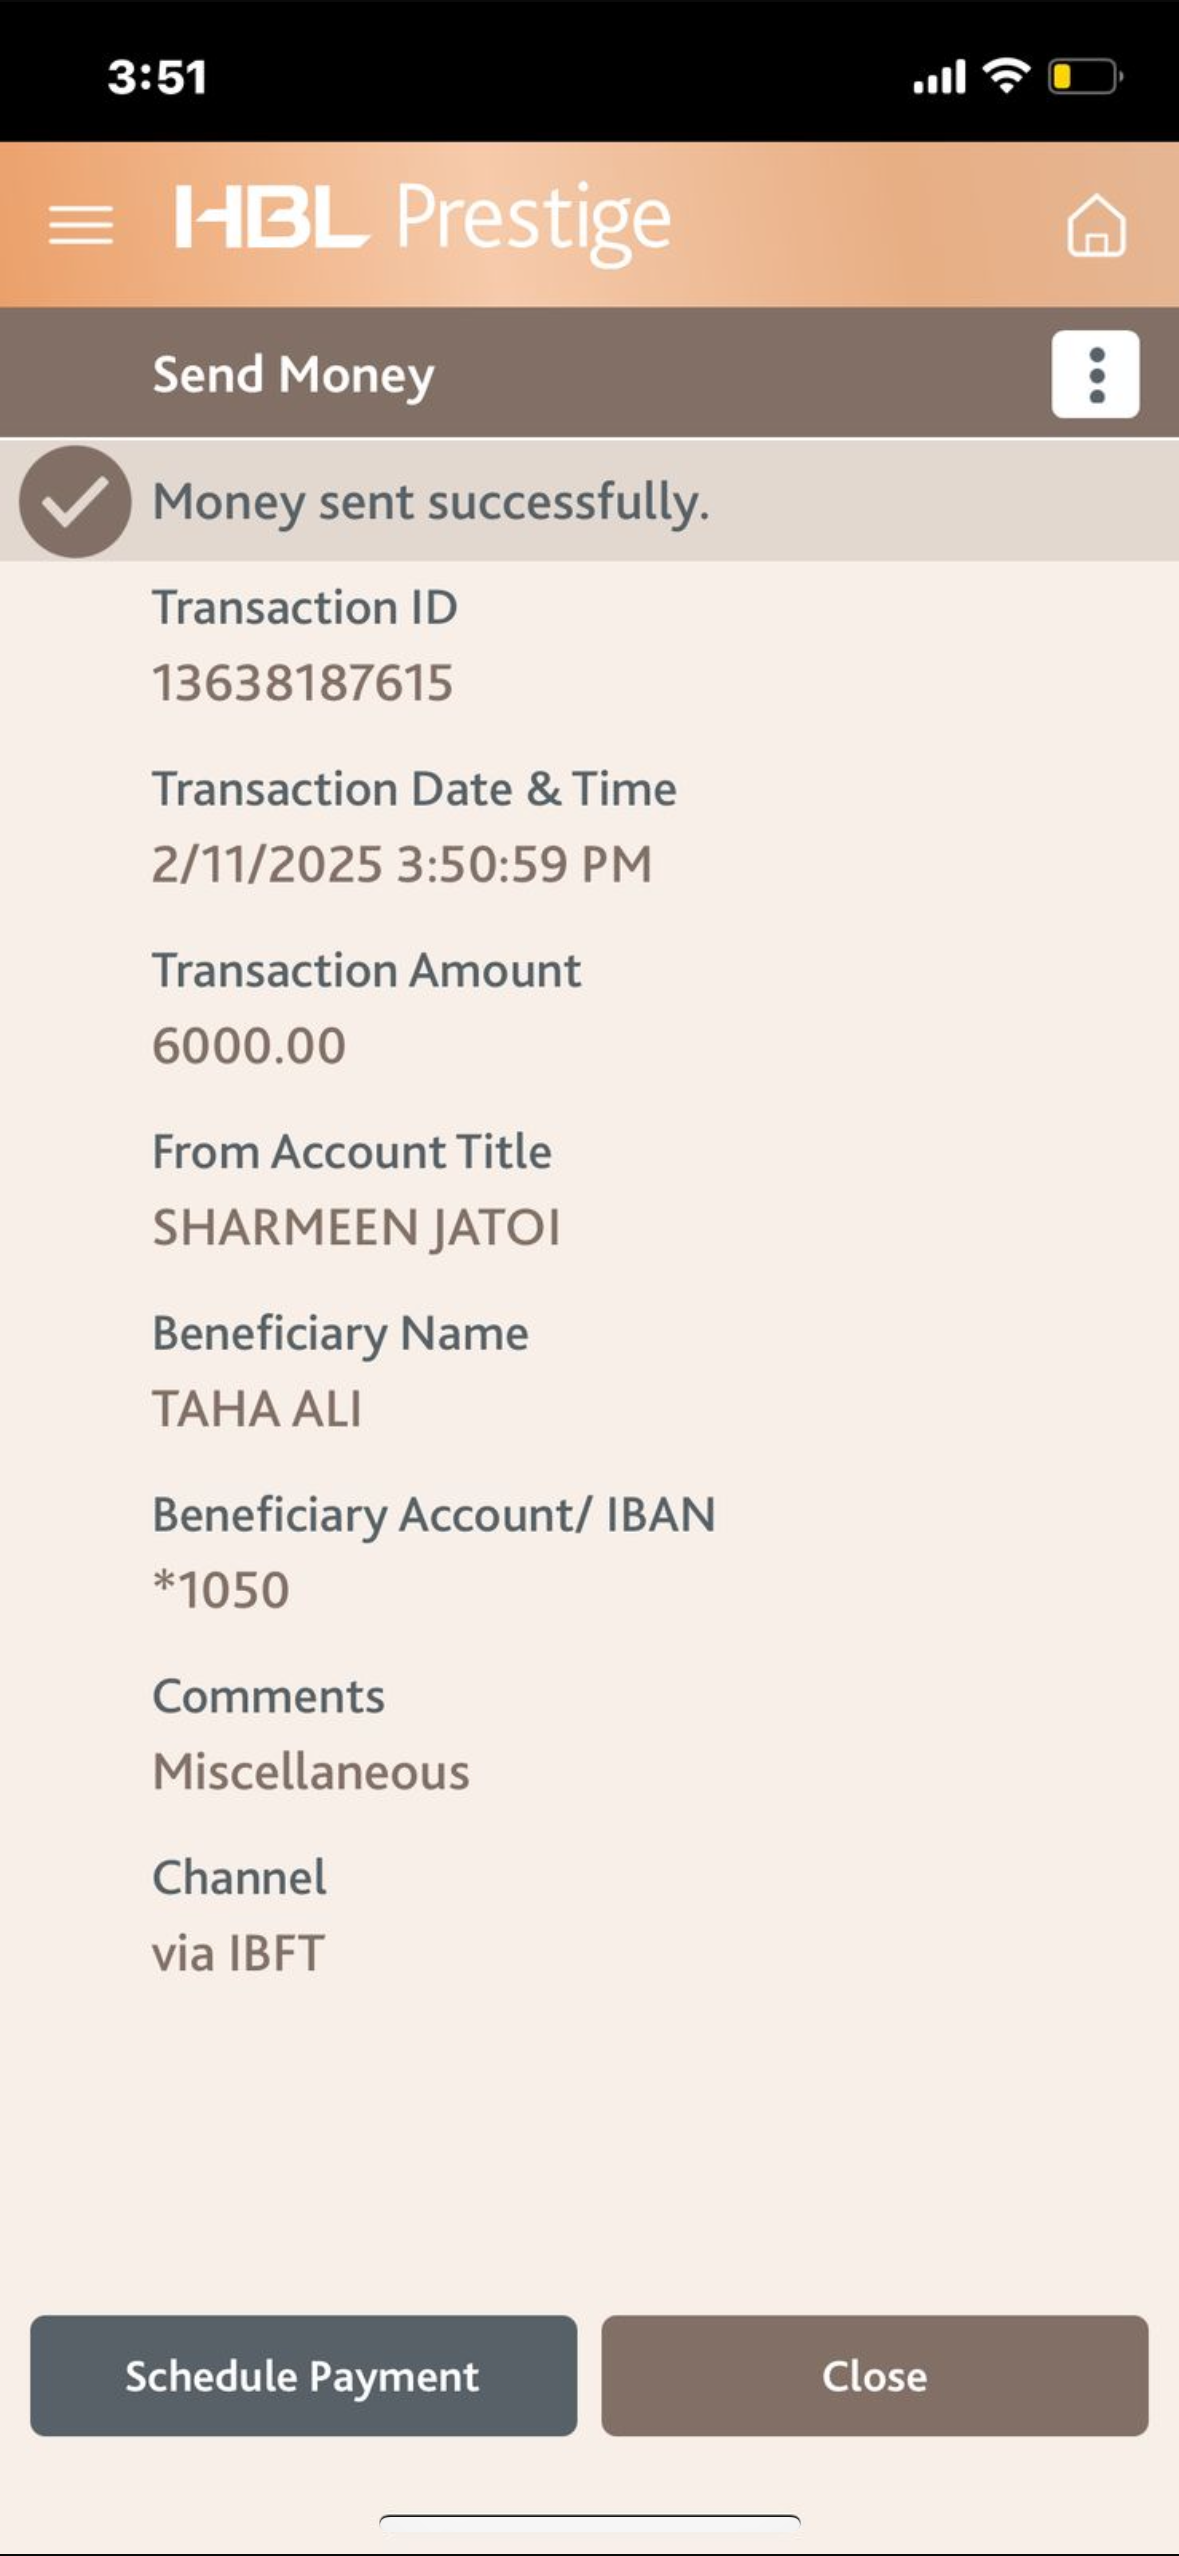 3:51
HBL Prestige
Send Money
Money sent successfully.
Transaction ID
13638187615
Transaction Date & Time
2/11/2025 3:50:59 PM
Transaction Amount
6000.00
From Account Title
SHARMEEN JATOI
Beneficiary Name
TAHA ALI
Beneficiary Account/ IBAN
*1050
Comments
Miscellaneous
Channel
via IBFT
Schedule Payment
Close